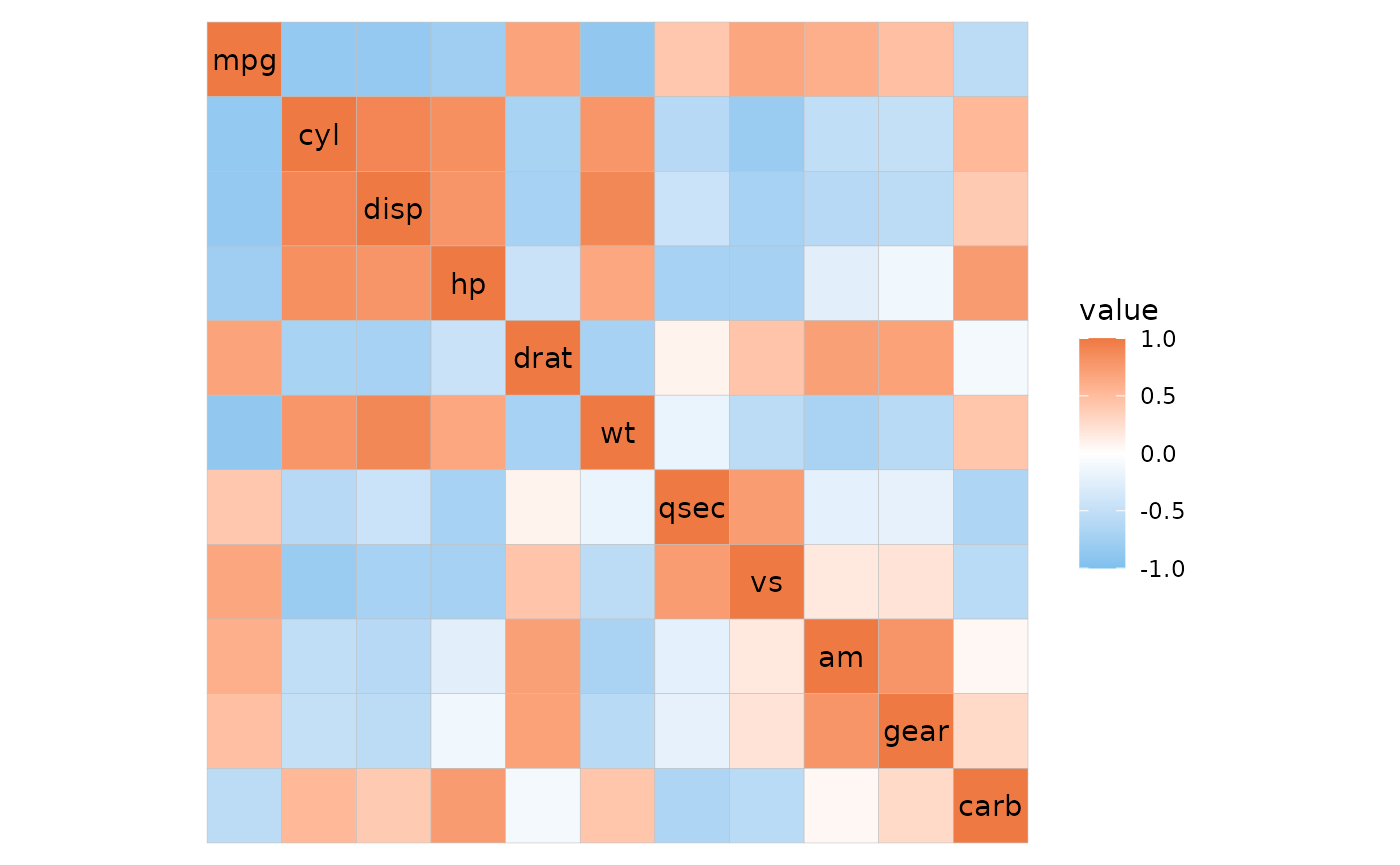 mpg
cyl
disp
hp
drat
wt
qsec
vs
am
gear
carb
value
1.0
0.5
0.0
-0.5
-1.0